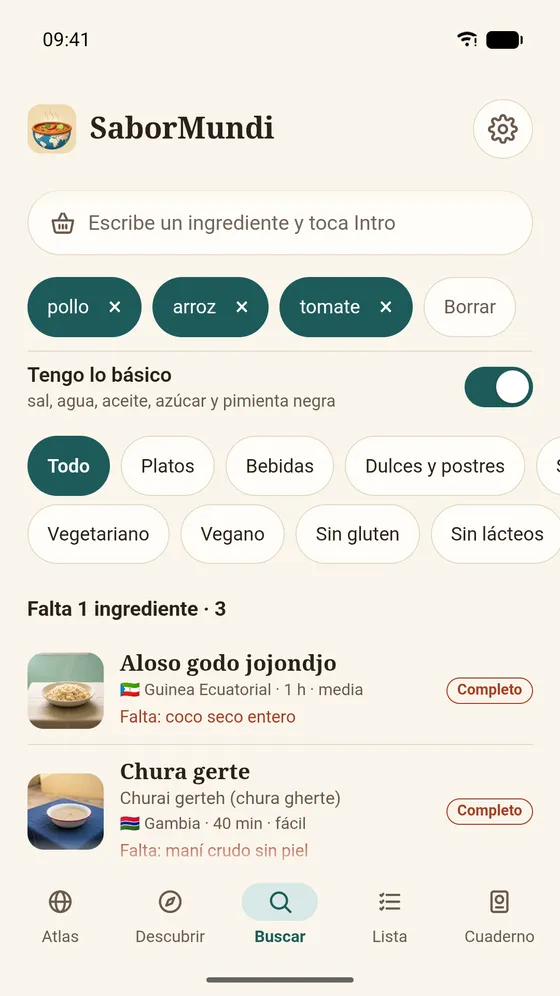 09:41
SaborMundi
Escribe un ingrediente y toca Intro
pollo × arroz × tomate × Borrar
Tengo lo básico
sal, agua, aceite, azúcar y pimienta negra
Todo Platos Bebidas Dulces y postres
Vegetariano Vegano Sin gluten Sin lácteos
Falta 1 ingrediente · 3
Aloso godo jojondjo
Guinea Ecuatorial · 1 h · media
Completo
Falta: coco seco entero
Chura gerte
Churai gerteh (chura gherte)
Gambia · 40 min · fácil
Completo
Falta: maní crudo sin piel
Atlas Descubrir Buscar Lista Cuaderno